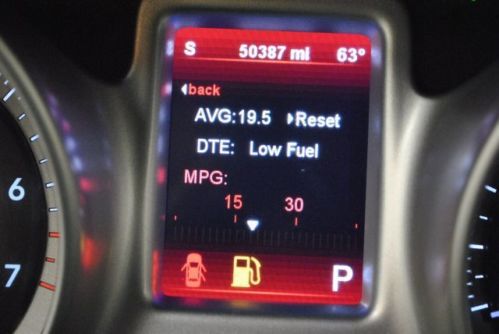 S 50387 mi 63°
back
AVG:19.5 Reset
DTE: Low Fuel
MPG:
15 30
P
6
7